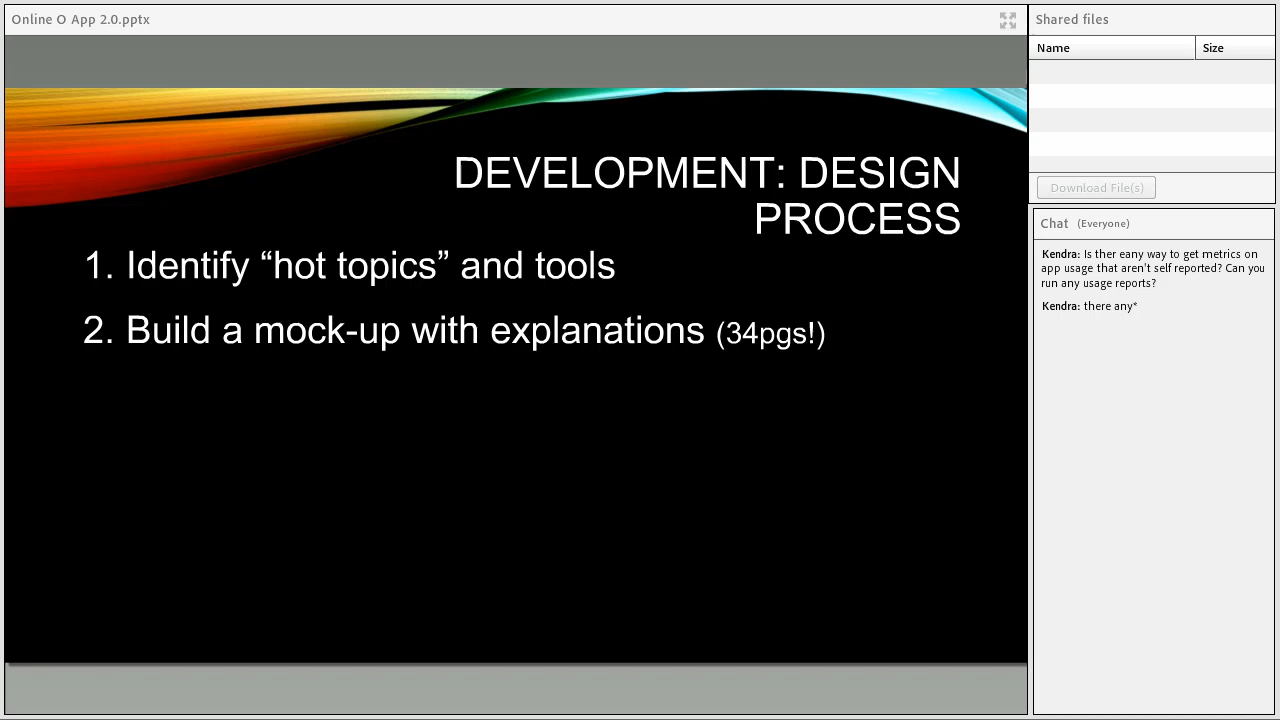 Online O App 2.0.pptx
DEVELOPMENT: DESIGN
PROCESS
1. Identify “hot topics” and tools
2. Build a mock-up with explanations (34pgs!)
Shared files
Name Size
Download File(s)
Chat (Everyone)
Kendra: Is ther eany way to get metrics on
app usage that aren't self reported? Can you
run any usage reports?
Kendra: there any*